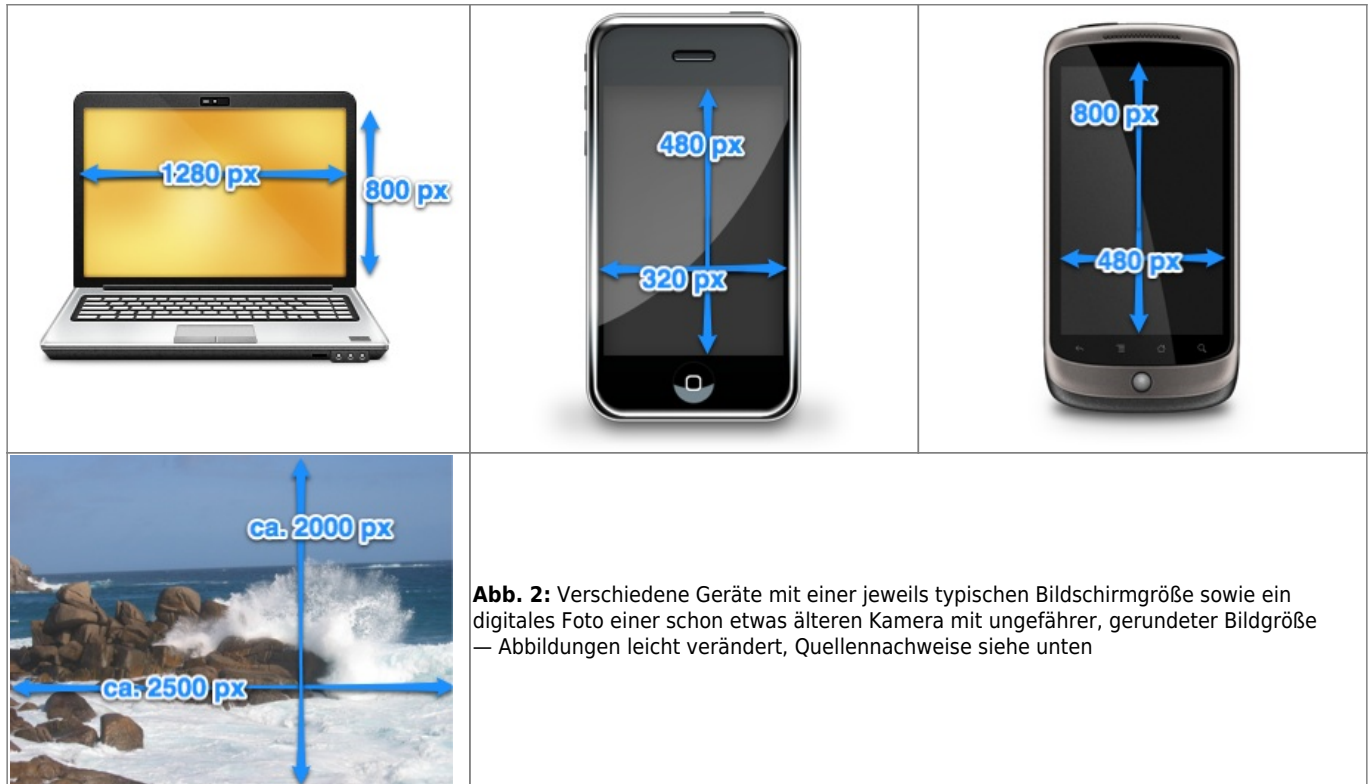 1280 px
800 px
480 px
320 px
800 px
480 px
ca. 2000 px
ca. 2500 px
Abb. 2: Verschiedene Geräte mit einer jeweils typischen Bildschirmgröße sowie ein
digitales Foto einer schon etwas älteren Kamera mit ungefährer, gerundeter Bildgröße
— Abbildungen leicht verändert, Quellennachweise siehe unten